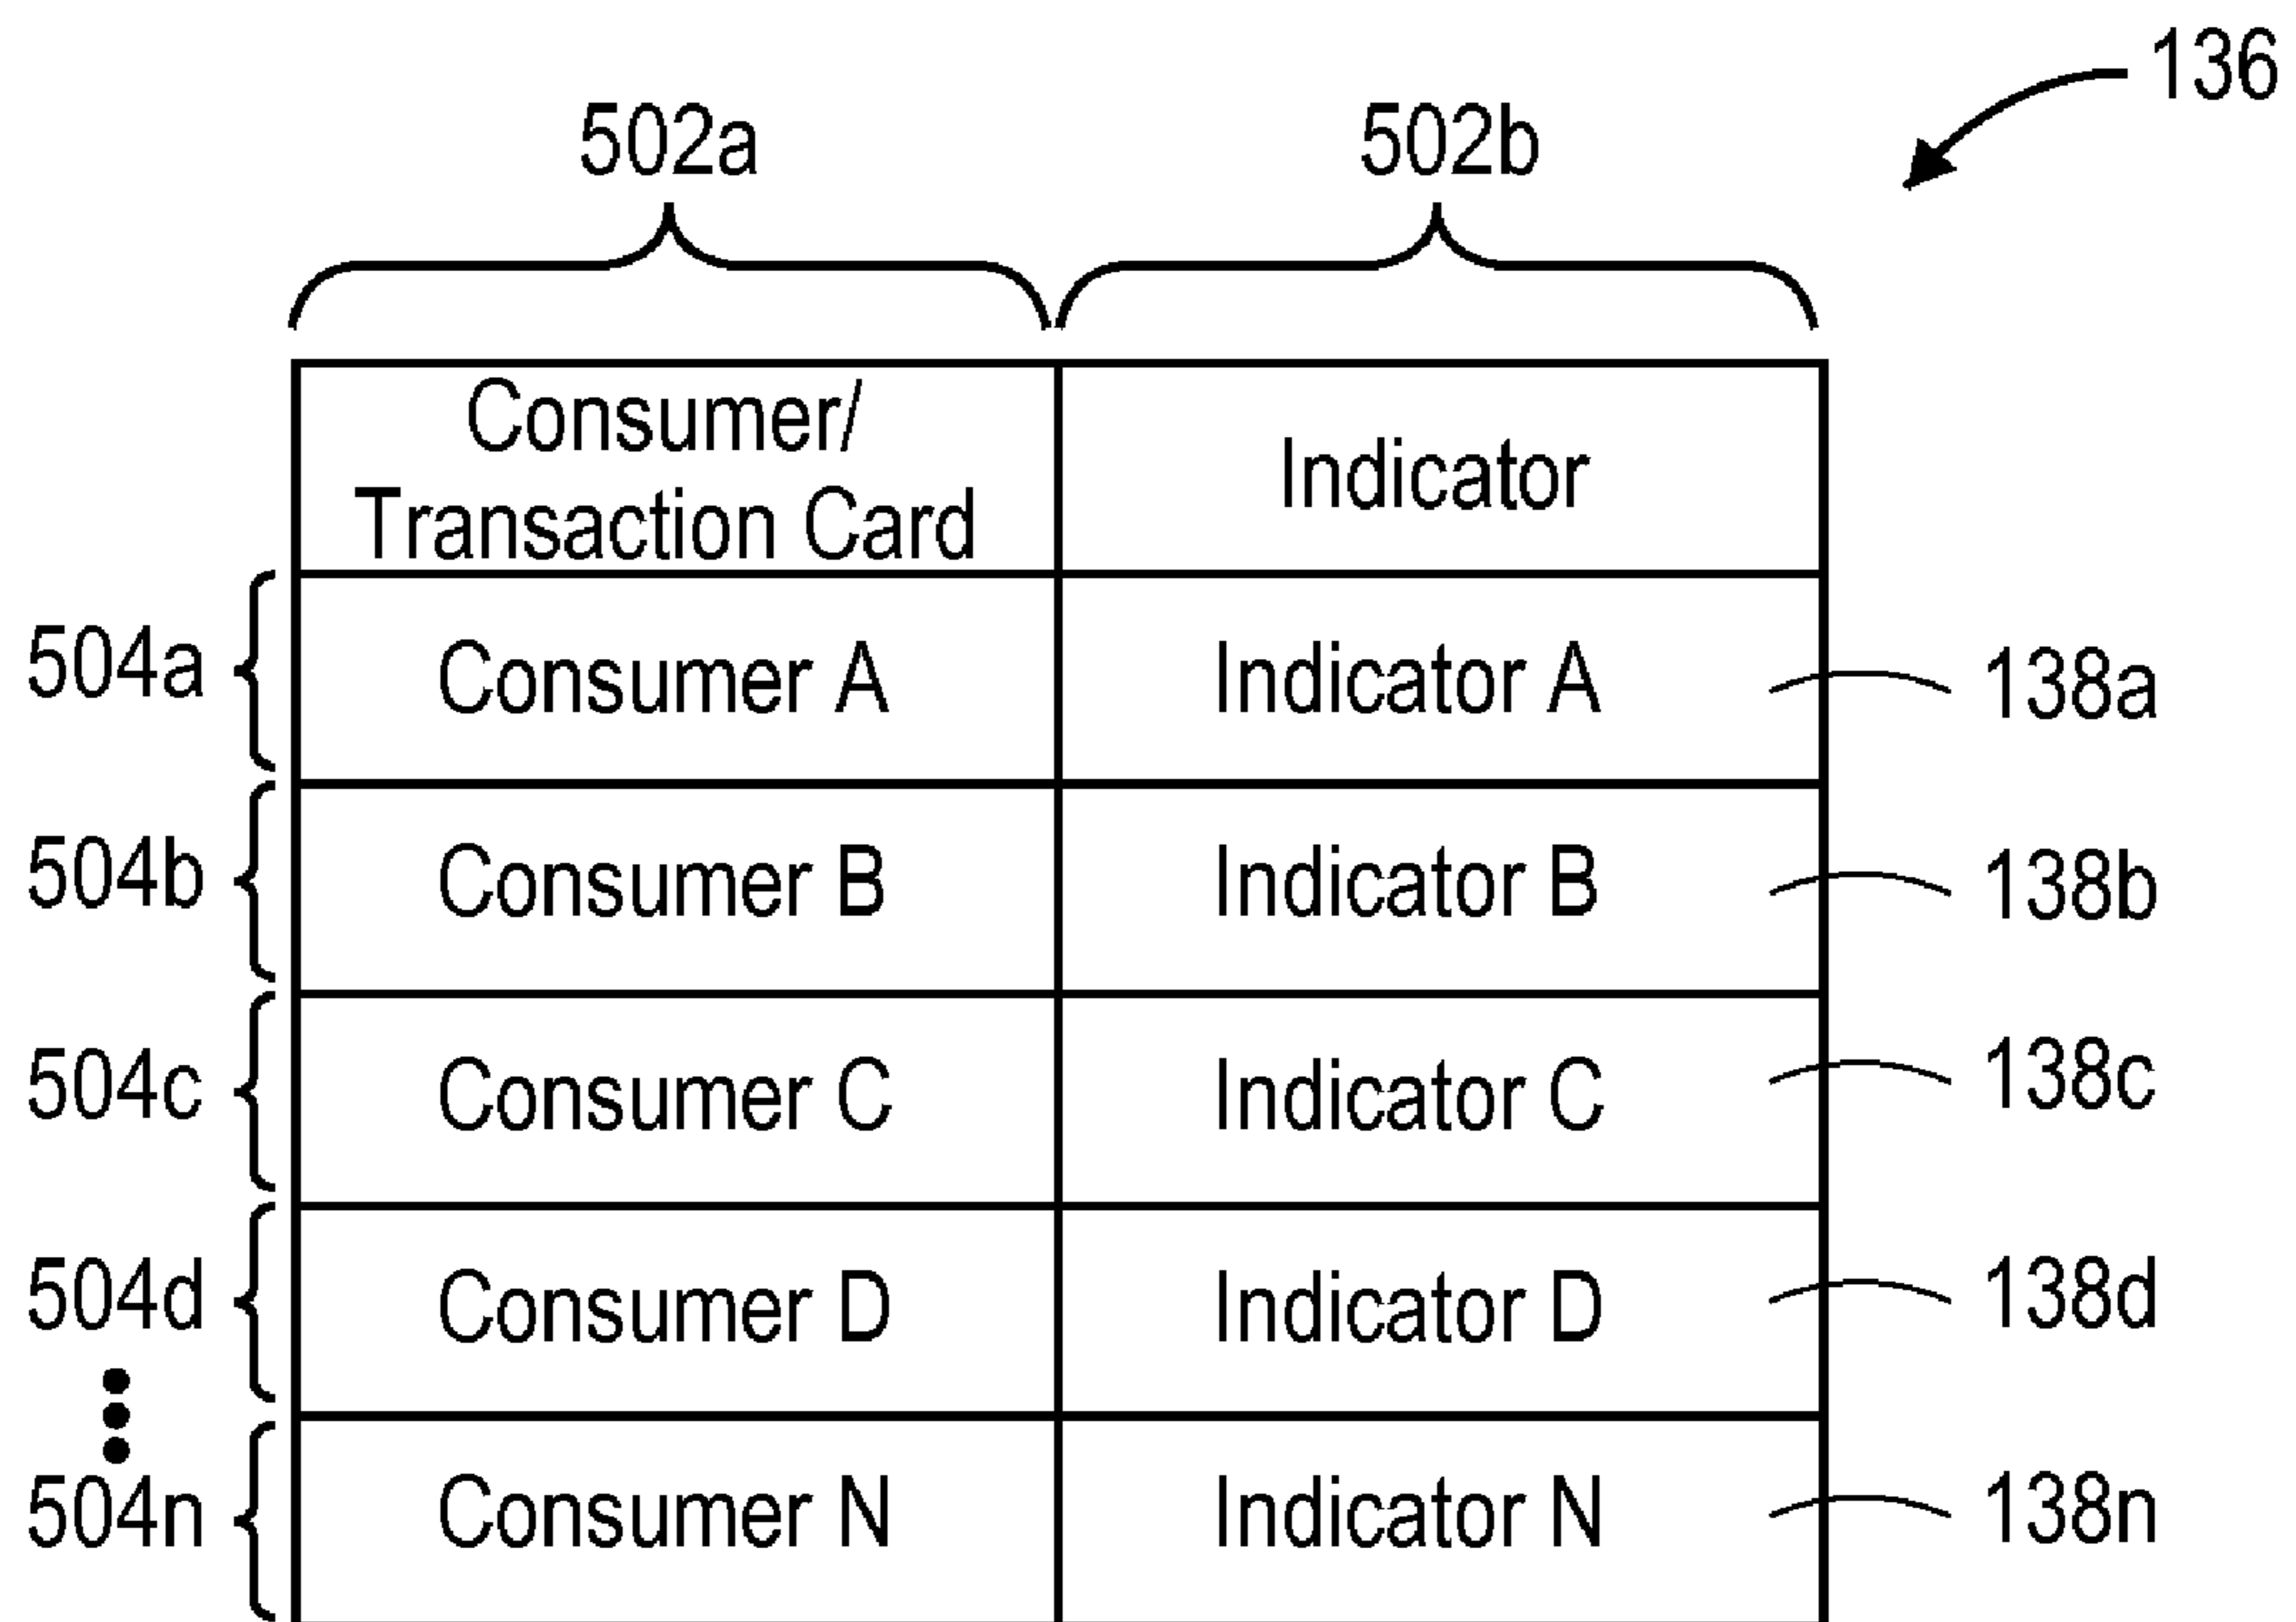 136
502a 502b
Consumer/
Transaction Card
Indicator
504a Consumer A Indicator A 138a
504b Consumer B Indicator B 138b
504c Consumer C Indicator C 138c
504d Consumer D Indicator D 138d
504n Consumer N Indicator N 138n